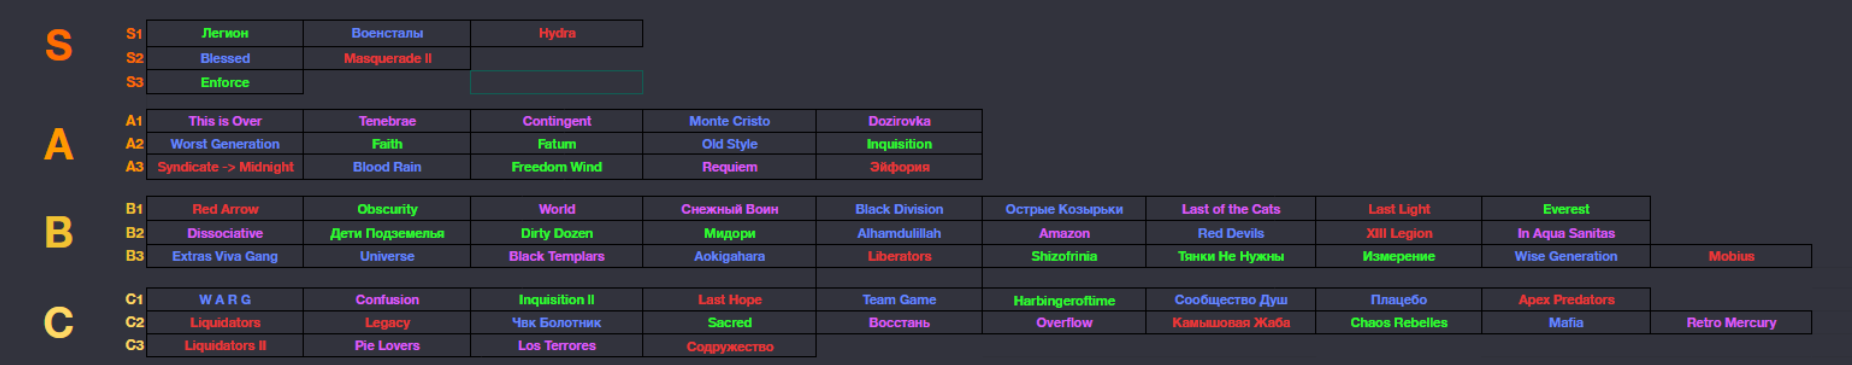 S
S1 Легион Военсталы Hydra
S2 Blessed Masquerade II
S3 Enforce
A
A1 This is Over Tenebrae Contingent Monte Cristo Dozirovka
A2 Worst Generation Faith Fatum Old Style Inquisition
A3 Syndicate -> Midnight Blood Rain Freedom Wind Requiem Эйфория
B
B1 Red Arrow Obscurity World Снежный Воин Black Division Острые Козырьки Last of the Cats Last Light Everest
B2 Dissociative Дети Подземелья Dirty Dozen Мидори Alhamdulillah Amazon Red Devils XIII Legion In Aqua Sanitas
B3 Extras Viva Gang Universe Black Templars Aokigahara Liberators Shizofrinia Тянки Не Нужны Измерение Wise Generation Mobius
C
C1 W A R G Confusion Inquisition II Last Hope Team Game Harbingeroftime Сообщество Душ Плацебо Apex Predators
C2 Liquidators Legacy Чвк Болотник Sacred Восстань Overflow Камышовая Жаба Chaos Rebelles Mafia Retro Mercury
C3 Liquidators II Pie Lovers Los Terrores Содружество